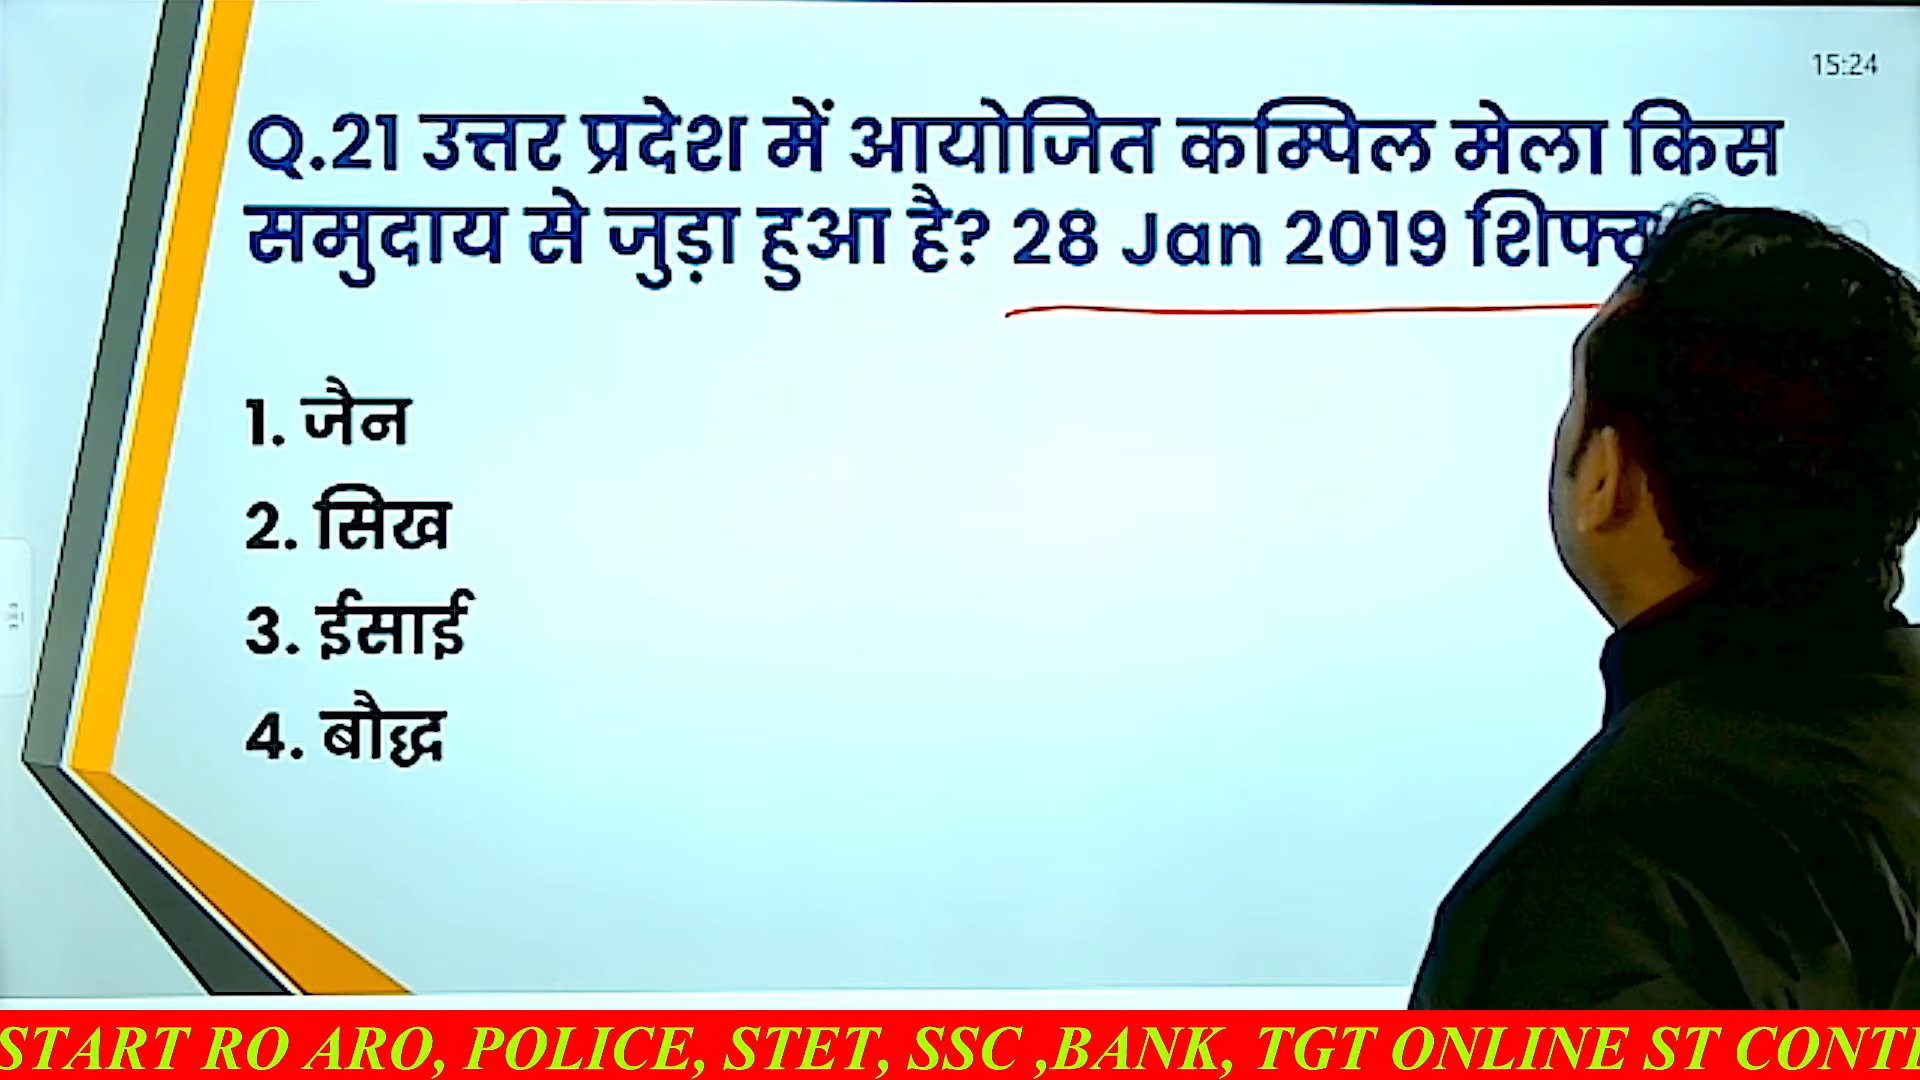 15:24
Q.21 उत्तर प्रदेश में आयोजित कम्पिल मेला किस
समुदाय से जुड़ा हुआ है? 28 Jan 2019 शिफ्ट
1. जैन
2. सिख
3. ईसाई
4. बौद्ध
START RO ARO, POLICE, STET, SSC ,BANK, TGT ONLINE ST